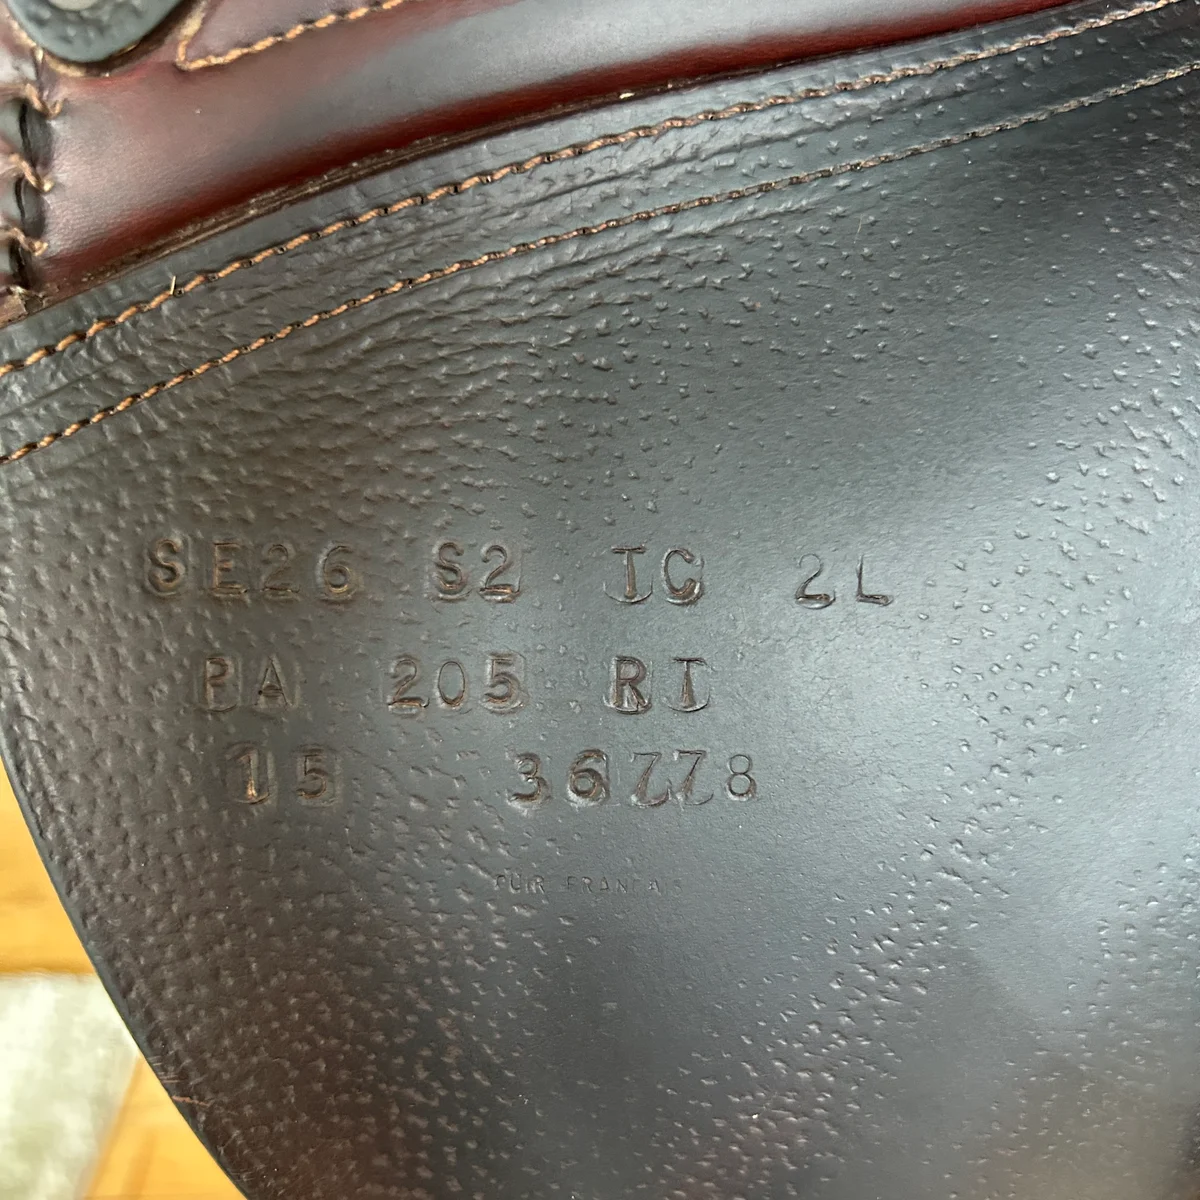 SE26 S2 TC 2L
PA 205 RT
15 36778
CUIR FRANCAIS